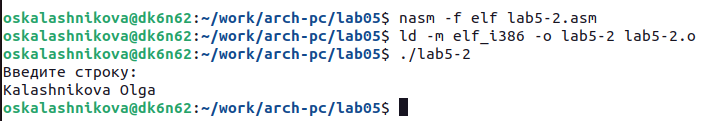 oskalashnikova@dk6n62:~/work/arch-pc/lab05$ nasm -f elf lab5-2.asm
oskalashnikova@dk6n62:~/work/arch-pc/lab05$ ld -m elf_i386 -o lab5-2 lab5-2.o
oskalashnikova@dk6n62:~/work/arch-pc/lab05$ ./lab5-2
Введите строку:
Kalashnikova Olga
oskalashnikova@dk6n62:~/work/arch-pc/lab05$